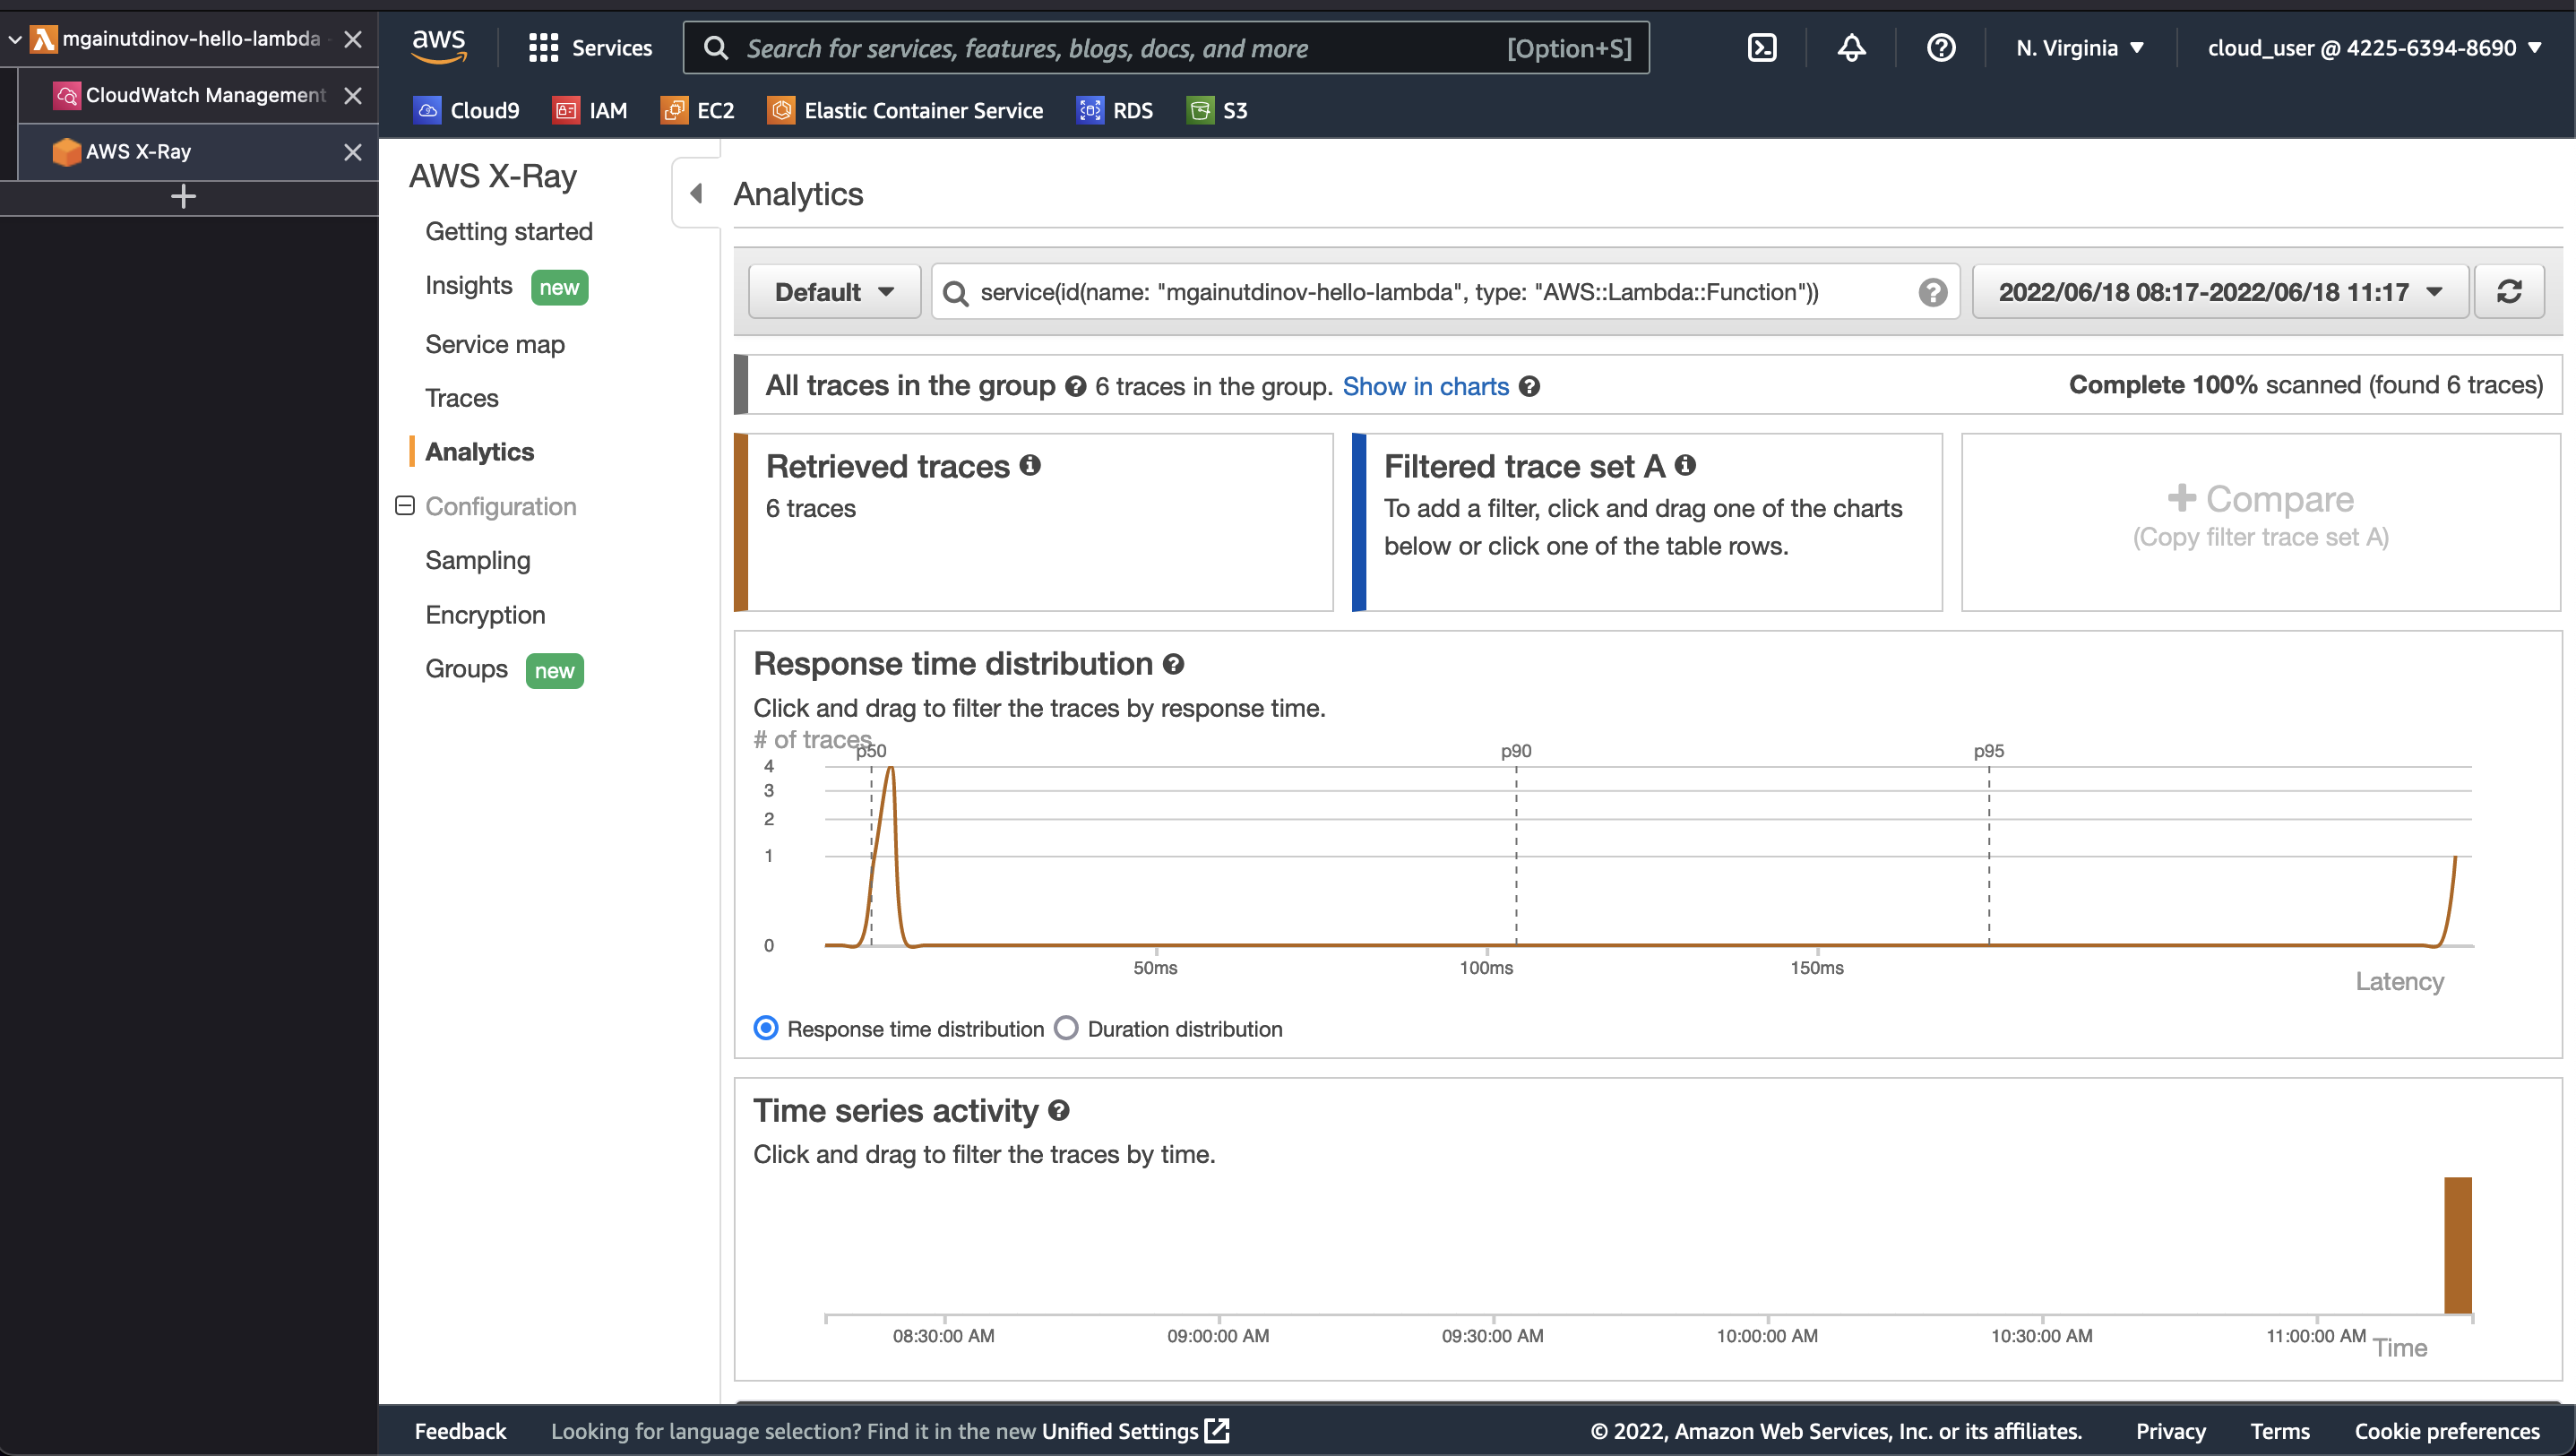 mgainutdinov-hello-lambda
CloudWatch Management
AWS X-Ray
aws
Services
Search for services, features, blogs, docs, and more
[Option+S]
N. Virginia
cloud_user @ 4225-6394-8690
Cloud9
IAM
EC2
Elastic Container Service
RDS
S3
AWS X-Ray
Getting started
Insights new
Service map
Traces
Analytics
Configuration
Sampling
Encryption
Groups new
Analytics
Default
service(id(name: "mgainutdinov-hello-lambda", type: "AWS::Lambda::Function"))
2022/06/18 08:17-2022/06/18 11:17
All traces in the group 6 traces in the group. Show in charts
Complete 100% scanned (found 6 traces)
Retrieved traces
6 traces
Filtered trace set A
To add a filter, click and drag one of the charts
below or click one of the table rows.
Compare
(Copy filter trace set A)
Response time distribution
Click and drag to filter the traces by response time.
# of traces
p50
p90
p95
4
3
2
1
0
50ms
100ms
150ms
Latency
Response time distribution
Duration distribution
Time series activity
Click and drag to filter the traces by time.
08:30:00 AM
09:00:00 AM
09:30:00 AM
10:00:00 AM
10:30:00 AM
11:00:00 AM
Time
Feedback
Looking for language selection? Find it in the new Unified Settings
© 2022, Amazon Web Services, Inc. or its affiliates.
Privacy
Terms
Cookie preferences